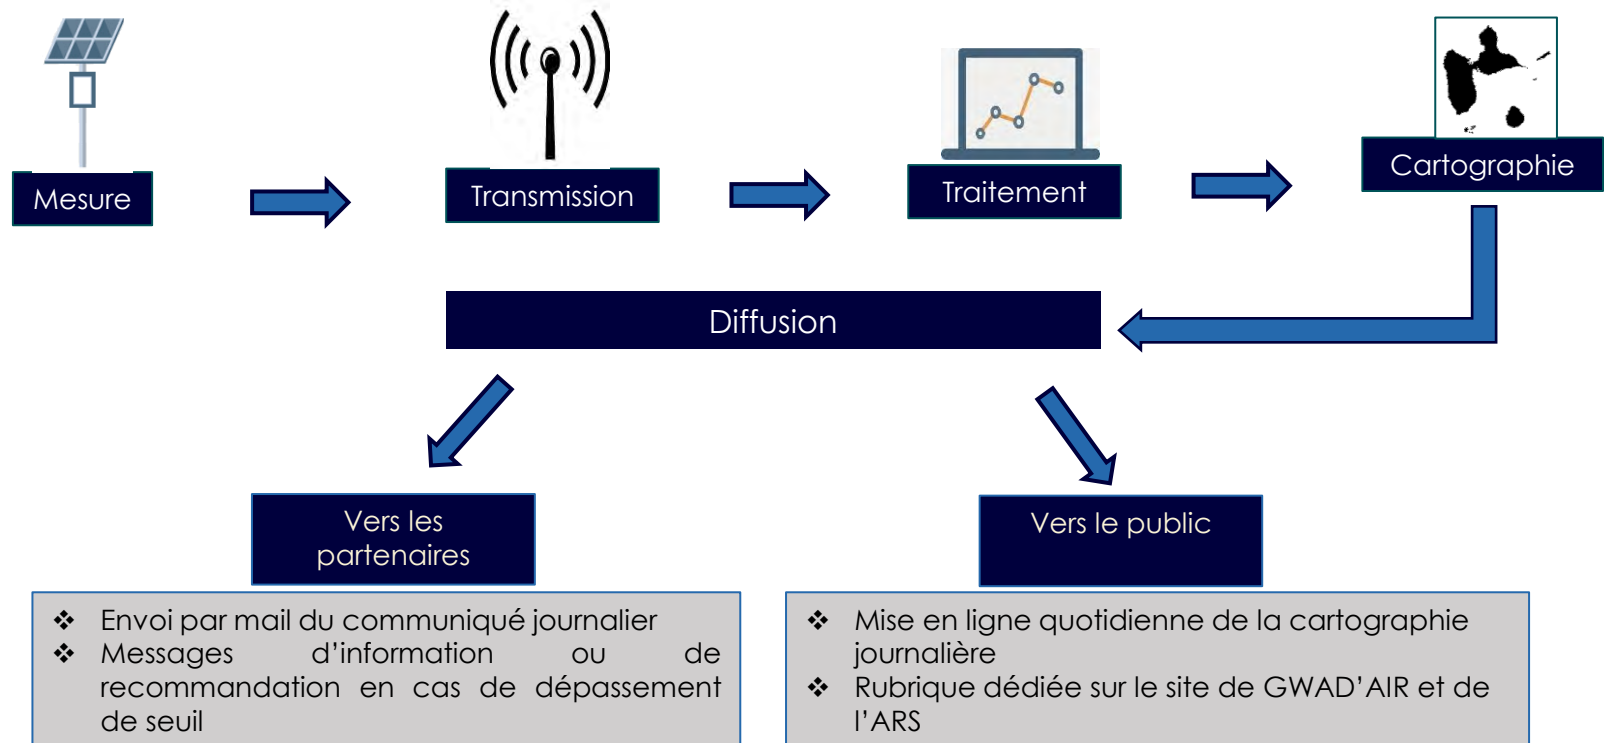 Mesure
Transmission
Traitement
Cartographie
Diffusion
Vers les
partenaires
❖ Envoi par mail du communiqué journalier
❖ Messages d'information ou de
recommandation en cas de dépassement
de seuil
Vers le public
❖ Mise en ligne quotidienne de la cartographie
journalière
❖ Rubrique dédiée sur le site de GWAD'AIR et de
l'ARS